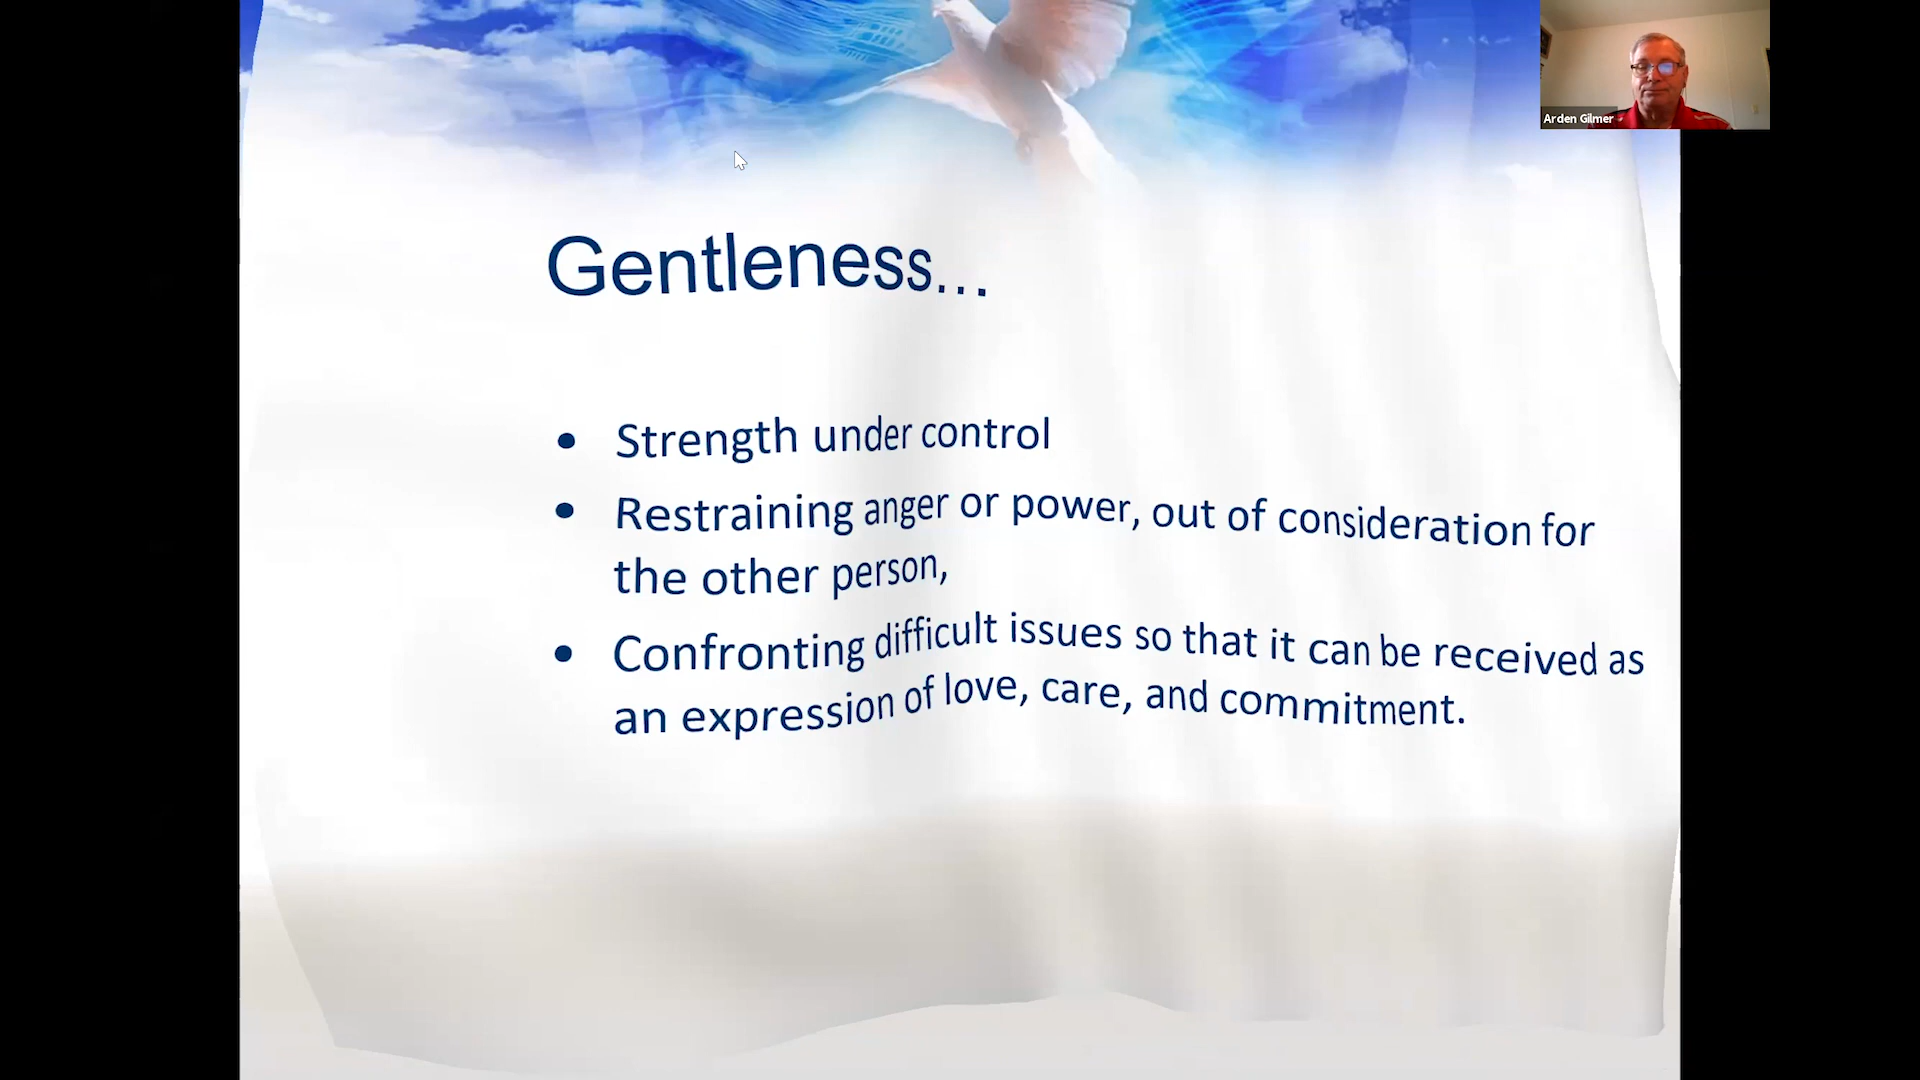 Arden Gilmer
Gentleness...
• Strength under control
• Restraining anger or power, out of consideration for
the other person,
• Confronting difficult issues so that it can be received as
an expression of love, care, and commitment.